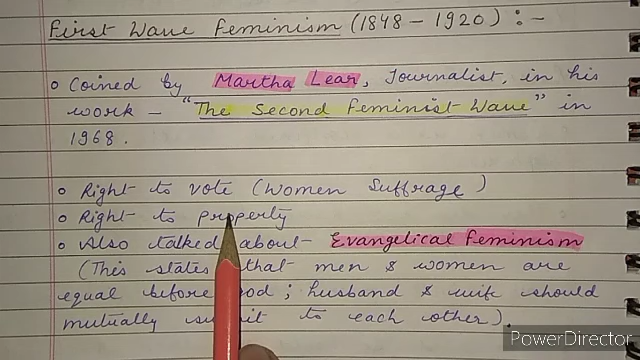 First Wave Feminism (1848 - 1920) :-
o Coined by Martha Lear, Journalist, in his
work - "The Second Feminist Wave" in
1968.
o Right to vote (Women Suffrage)
o Right to property
o Also talked about - Evangelical feminism
(This states that men & women are
equal before God; husband & wife should
mutually submit to each other).
PowerDirector